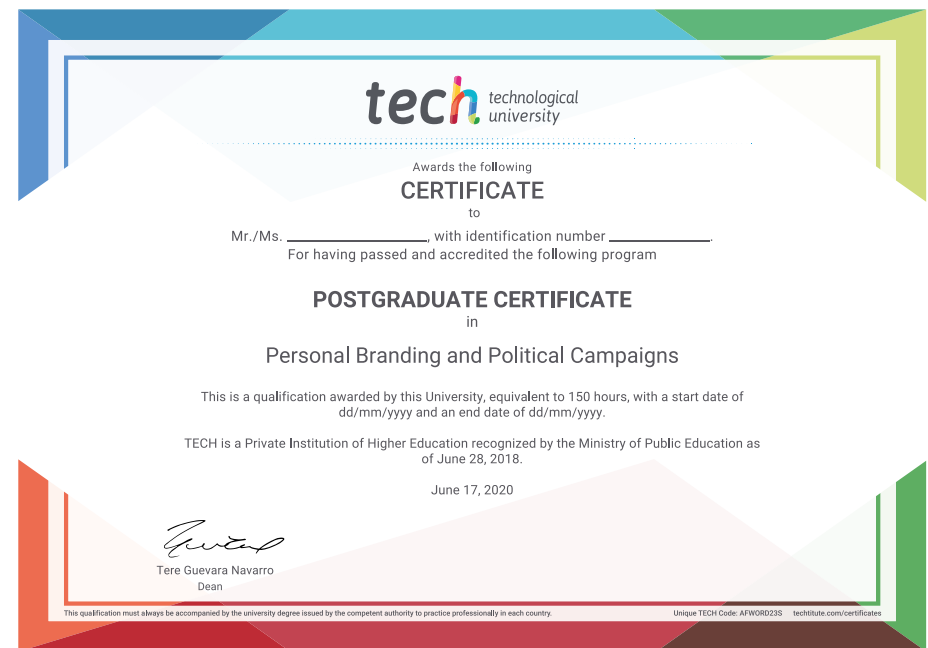 tech technological
university
Awards the following
CERTIFICATE
to
Mr./Ms. ____________, with identification number ____________.
For having passed and accredited the following program
POSTGRADUATE CERTIFICATE
in
Personal Branding and Political Campaigns
This is a qualification awarded by this University, equivalent to 150 hours, with a start date of
dd/mm/yyyy and an end date of dd/mm/yyyy.
TECH is a Private Institution of Higher Education recognized by the Ministry of Public Education as
of June 28, 2018.
June 17, 2020
Tere Guevara Navarro
Dean
This qualification must always be accompanied by the university degree issued by the competent authority to practice professionally in each country.
Unique TECH Code: AFWORD23S techtitute.com/certificates